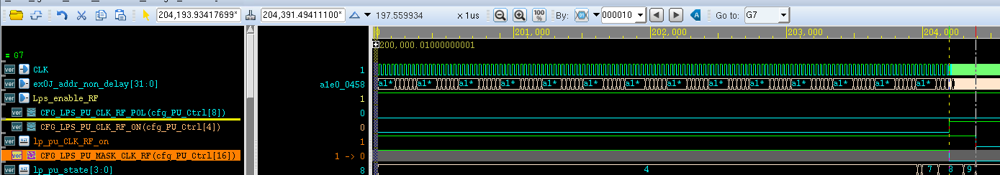 204,193.93417699* 204,391.49411100* 197.559934 x 1us 100 % By: 000010 Go to: G7
0 201,000 202,000 203,000 204,000
G7 200,000.01000000001
ver CLK 1
ver ex0J_addr_non_delay[31:0] a1e0_0458 a1* a1* a1* a1* a1* a1* a1* a1* a1* a1* a1* a1* a1* a1*
ver Lps_enable_RF 1
ver CFG_LPS_PU_CLK_RF_POL(cfg_PU_Ctrl[8]) 0
ver CFG_LPS_PU_CLK_RF_ON(cfg_PU_Ctrl[4]) 0
ver lp_pu_CLK_RF_on 1
ver CFG_LPS_PU_MASK_CLK_RF(cfg_PU_Ctrl[16]) 1 -> 0
ver lp_pu_state[3:0] 8 4 7 8 9